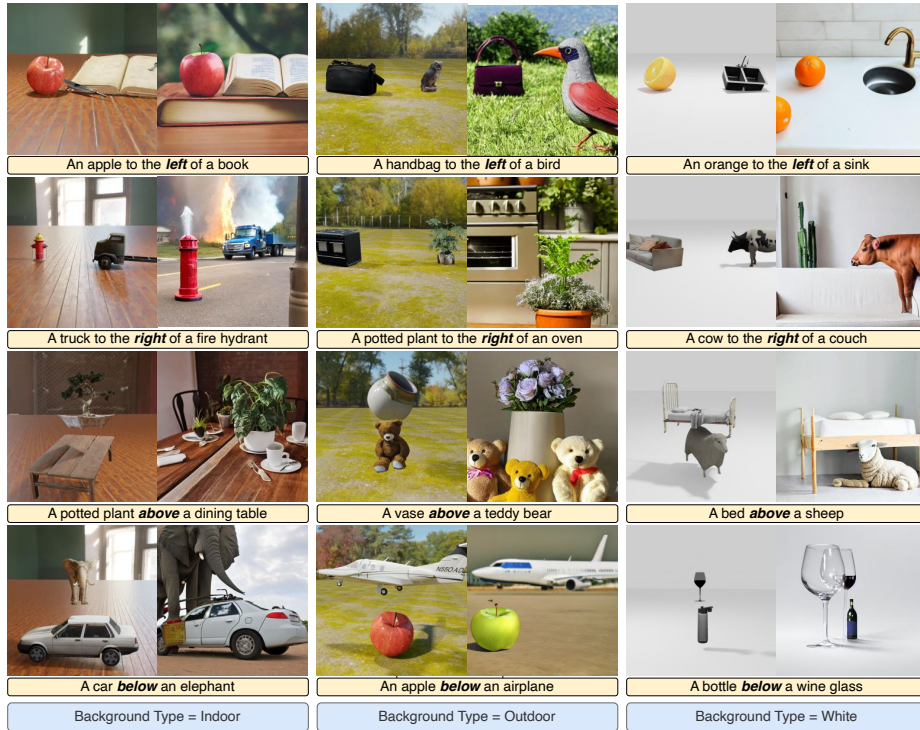 An apple to the left of a book
A handbag to the left of a bird
An orange to the left of a sink
A truck to the right of a fire hydrant
A potted plant to the right of an oven
A cow to the right of a couch
A potted plant above a dining table
A vase above a teddy bear
A bed above a sheep
A car below an elephant
An apple below an airplane
A bottle below a wine glass
Background Type = Indoor
Background Type = Outdoor
Background Type = White